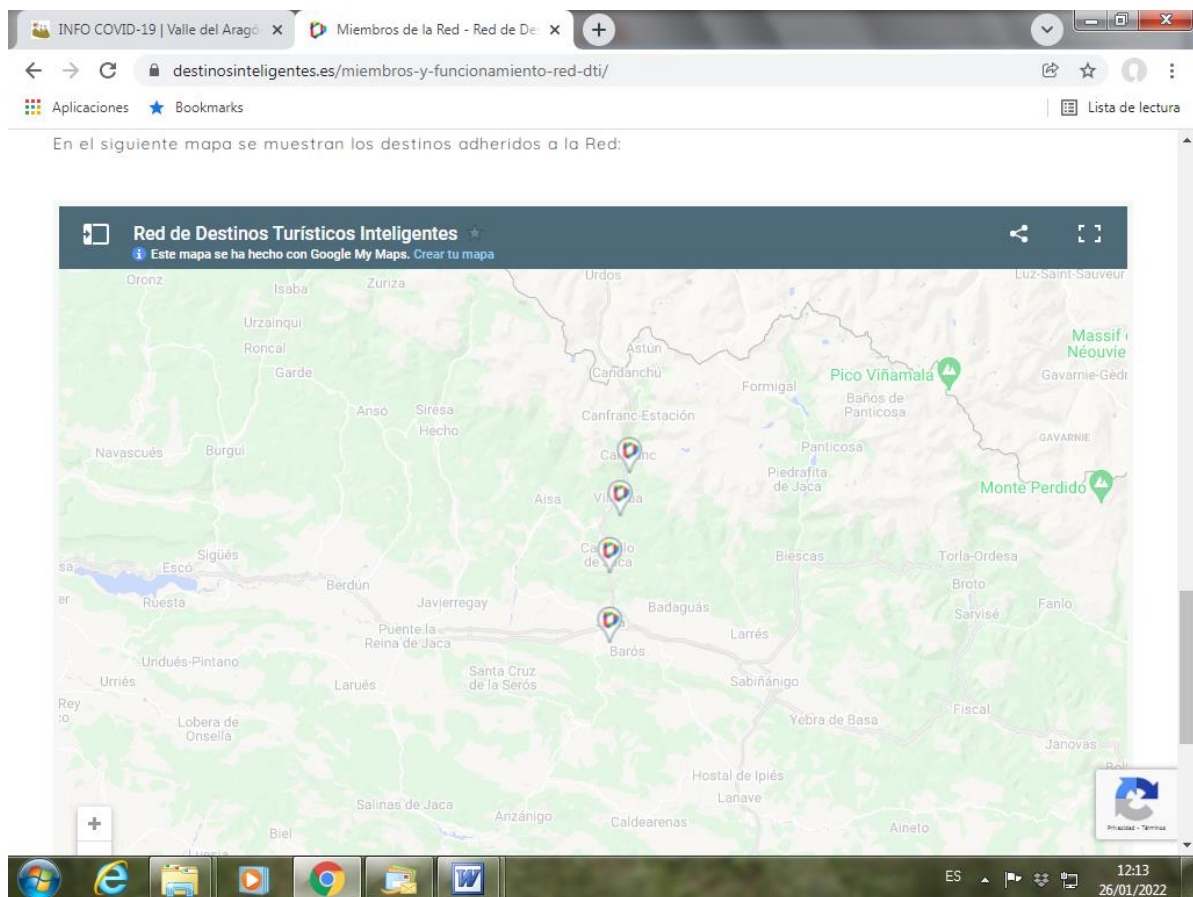 INFO COVID-19 | Valle del Aragó
Miembros de la Red - Red de De
destinosinteligentes.es/miembros-y-funcionamiento-red-dti/
Aplicaciones
Bookmarks
Lista de lectura
En el siguiente mapa se muestran los destinos adheridos a la Red:
Red de Destinos Turísticos Inteligentes
Este mapa se ha hecho con Google My Maps. Crear tu mapa
Oronz
Isaba
Zuriza
Urdos
Luz-Saint-Sauveur
Urzainqui
Roncal
Garde
Astún
Candanchú
Massif
Néouvie
Formigal
Pico Viñamala
Gavarnie-Gèdr
Baños de
Panticosa
Ansó
Siresa
Hecho
Canfranc-Estación
Navascués
Burgui
Panticosa
GAVARNIE
Piedrafita
de Jaca
Monte Perdido
Aisa
Sigüés
Escó
Biescas
Torla-Ordesa
Berdún
Broto
Ruesta
Javierregay
Badaguás
Sarvisé
Fanlo
Puente la
Reina de Jaca
Larrés
Barós
Undués-Pintano
Santa Cruz
de la Serós
Urriés
Larués
Sabiñánigo
Rey
Lobera de
Onsella
Yebra de Basa
Fiscal
Janovas
Hostal de Ipiés
Lanave
Salinas de Jaca
Anzánigo
Caldearenas
Aineto
Biel
Privacidad - Términos
ES
12:13
26/01/2022